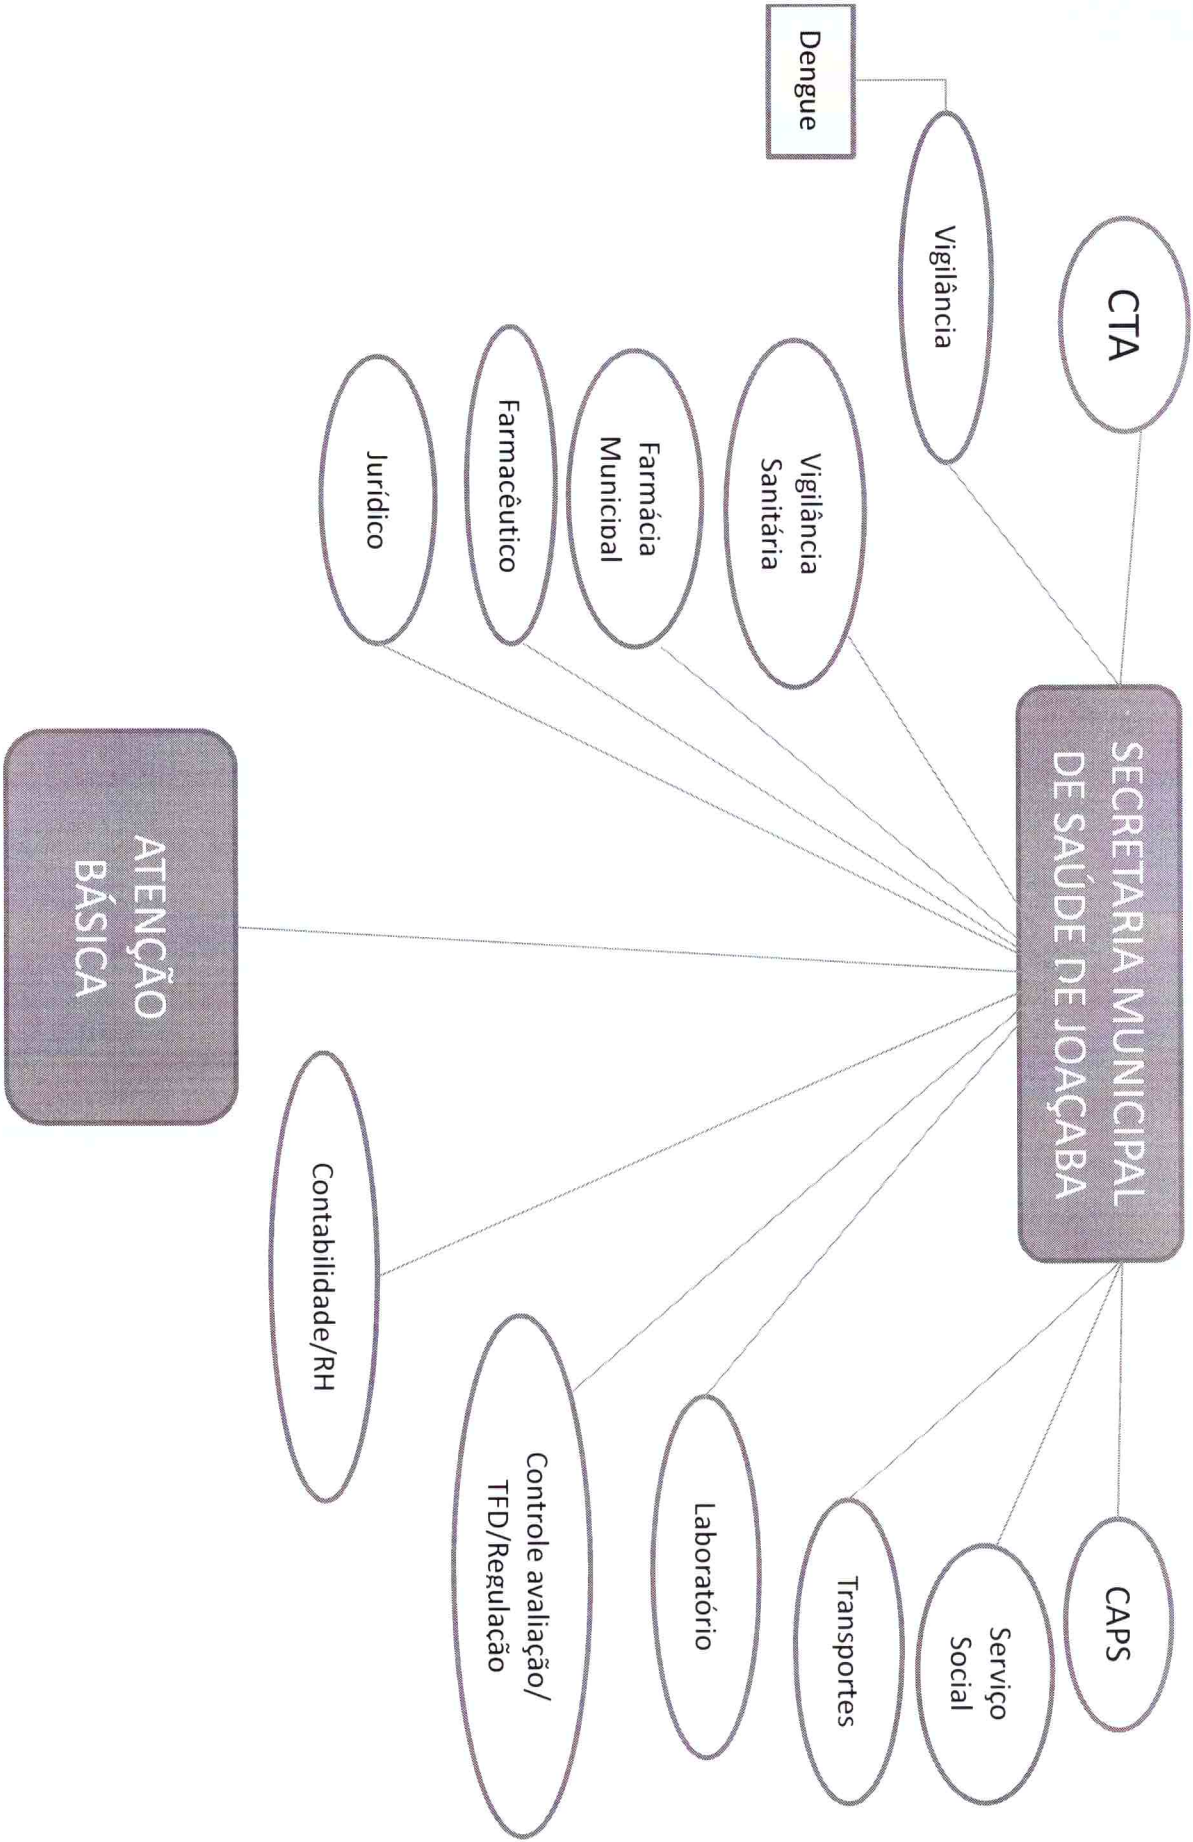 SECRETARIA MUNICIPAL
DE SAÚDE DE JOAÇABA
CTA
Vigilância
Dengue
Vigilância
Sanitária
Farmácia
Municipal
Farmacêutico
Jurídico
ATENÇÃO
BÁSICA
Contabilidade/RH
Controle avaliação/
TFD/Regulação
Laboratório
Transportes
Serviço
Social
CAPS